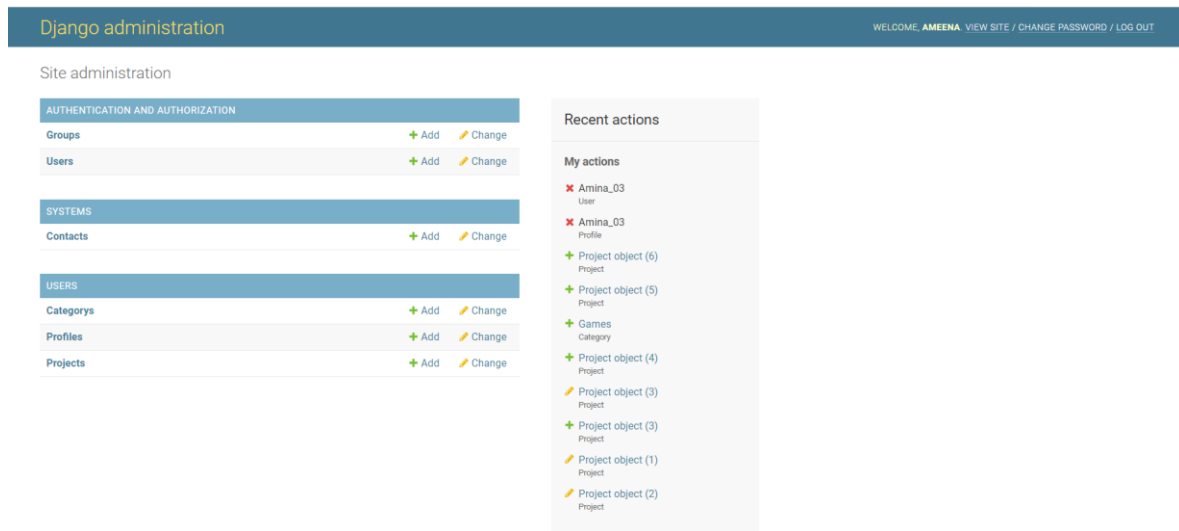 Django administration
WELCOME, AMEENA. VIEW SITE / CHANGE PASSWORD / LOG OUT
Site administration
AUTHENTICATION AND AUTHORIZATION
Groups Add Change
Users Add Change
SYSTEMS
Contacts Add Change
USERS
Categorys Add Change
Profiles Add Change
Projects Add Change
Recent actions
My actions
Amina_03
User
Amina_03
Profile
Project object (6)
Project
Project object (5)
Project
Games
Category
Project object (4)
Project
Project object (3)
Project
Project object (3)
Project
Project object (1)
Project
Project object (2)
Project